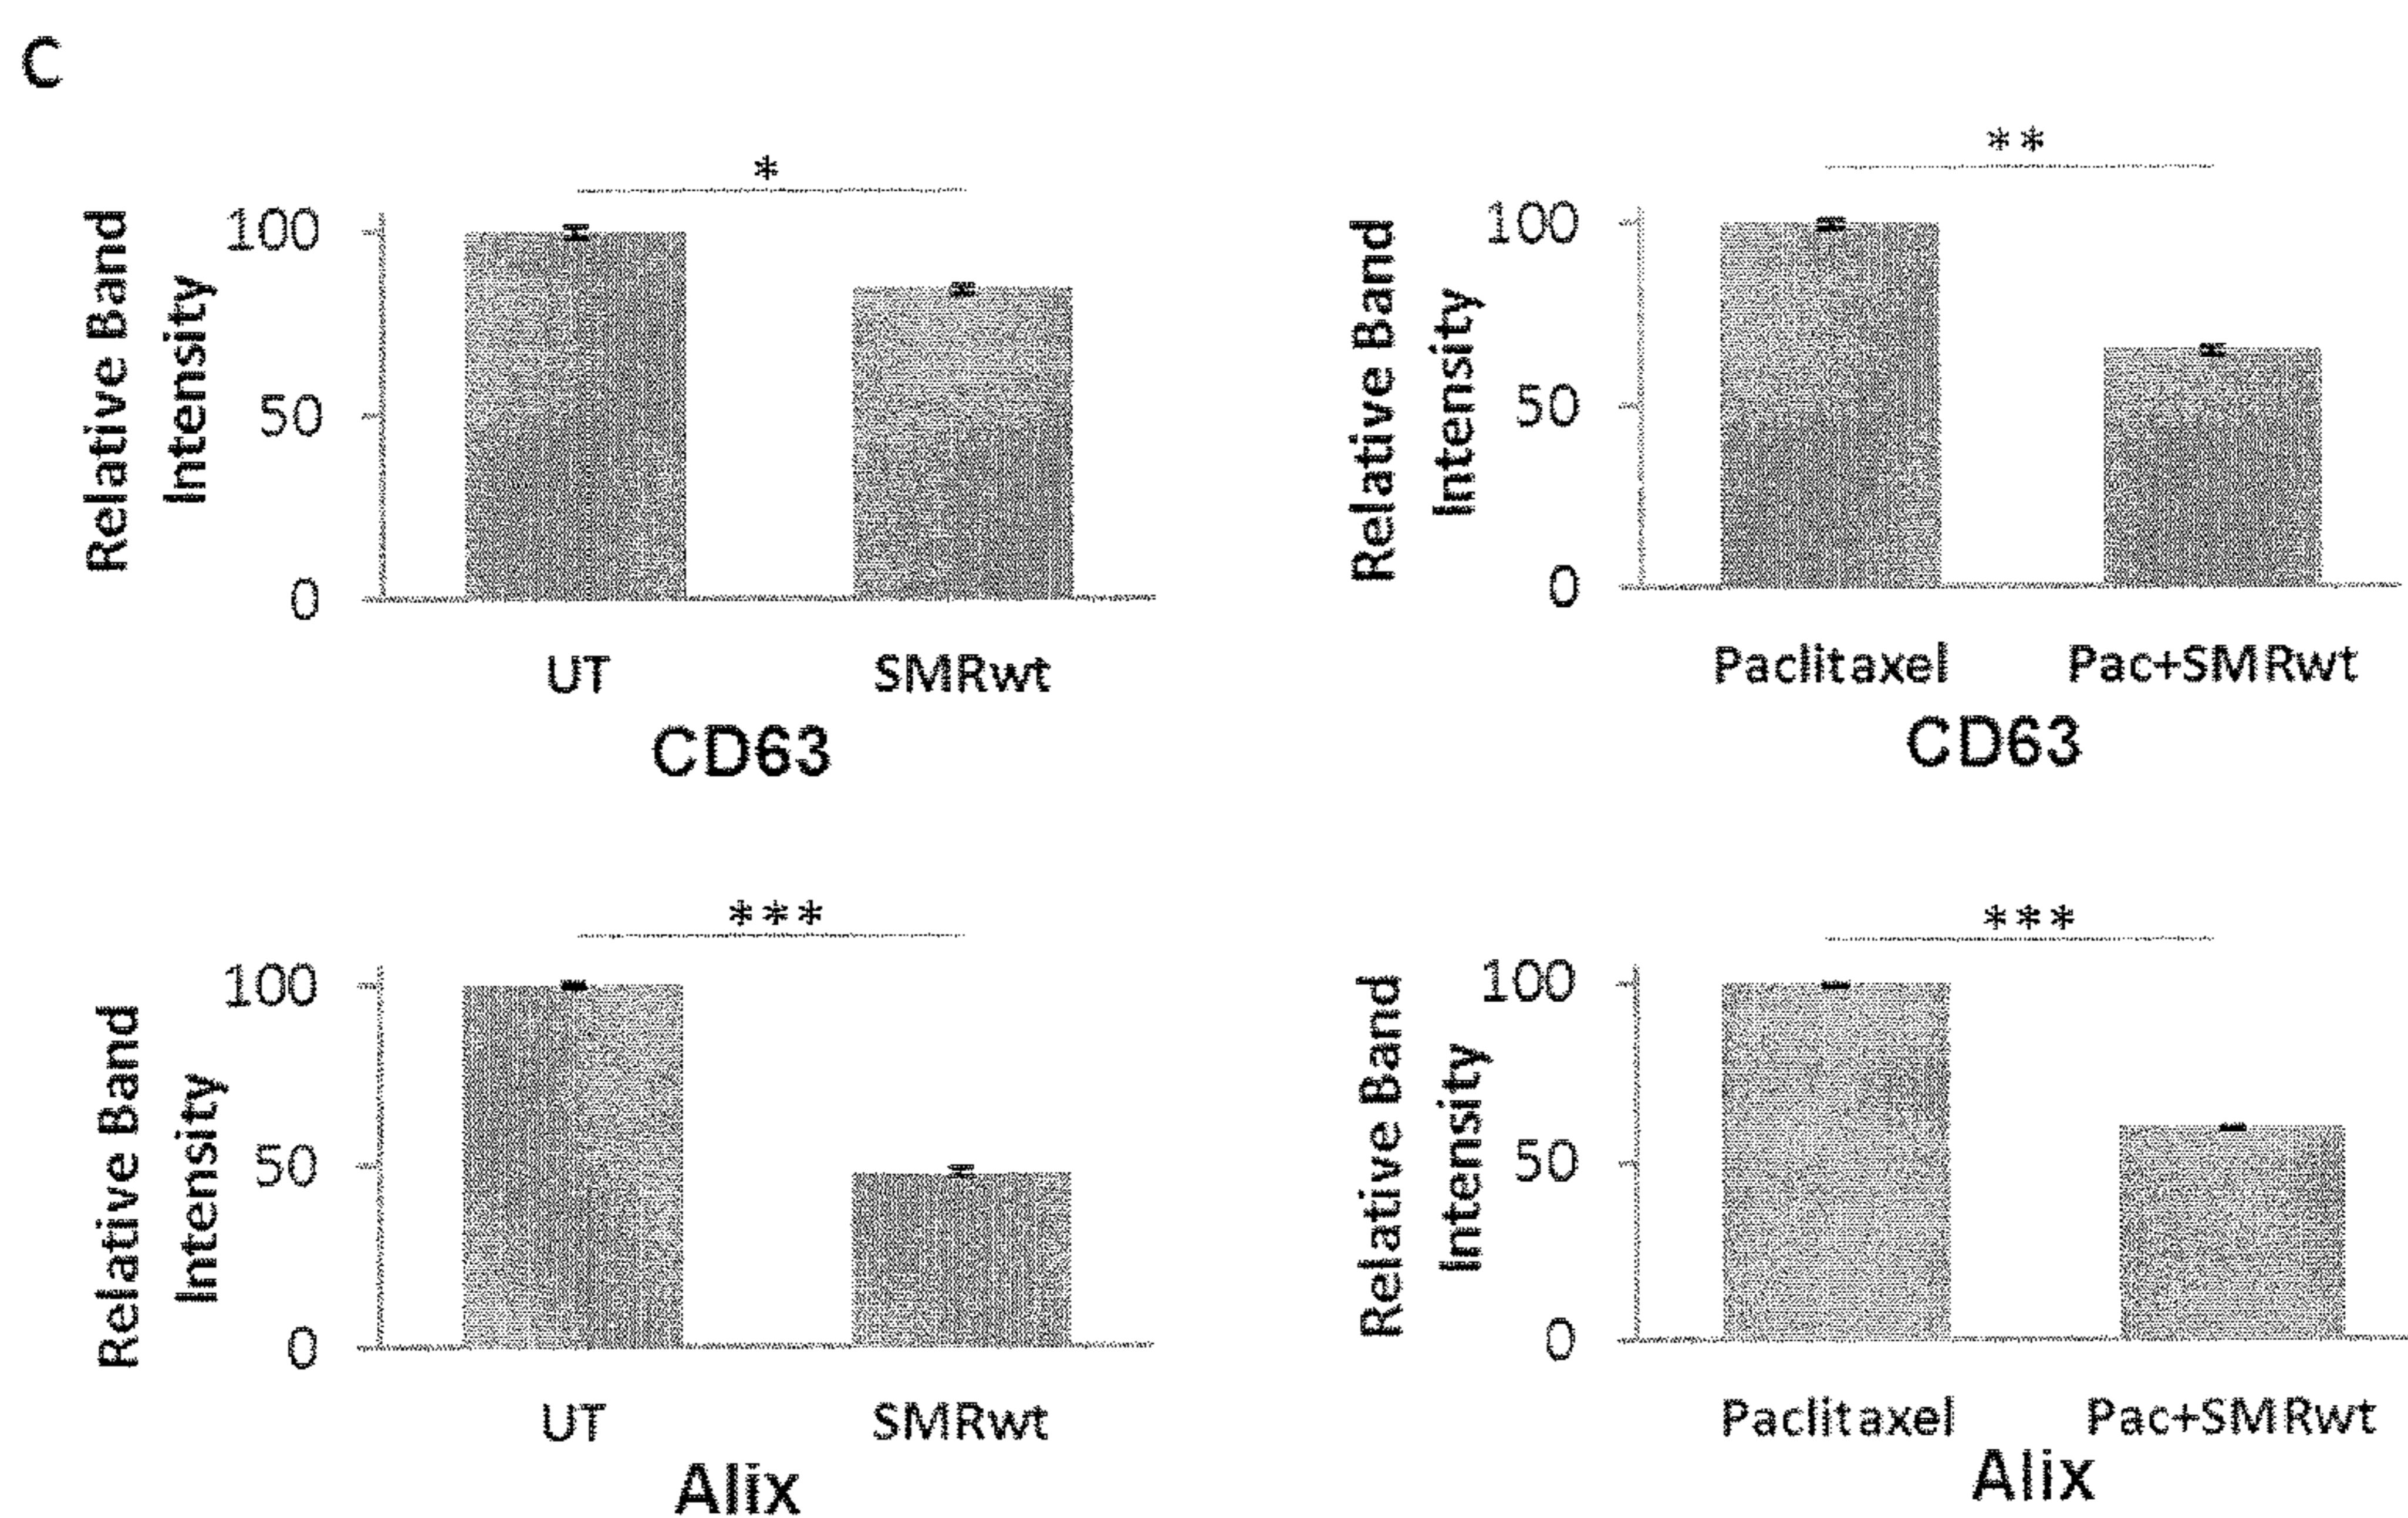 C
*
Relative Band
Intensity
100
50
0
UT SMRwt
CD63
**
Relative Band
Intensity
100
50
0
Paclitaxel Pac+SMRwt
CD63
***
Relative Band
Intensity
100
50
0
UT SMRwt
Alix
***
Relative Band
Intensity
100
50
0
Paclitaxel Pac+SMRwt
Alix